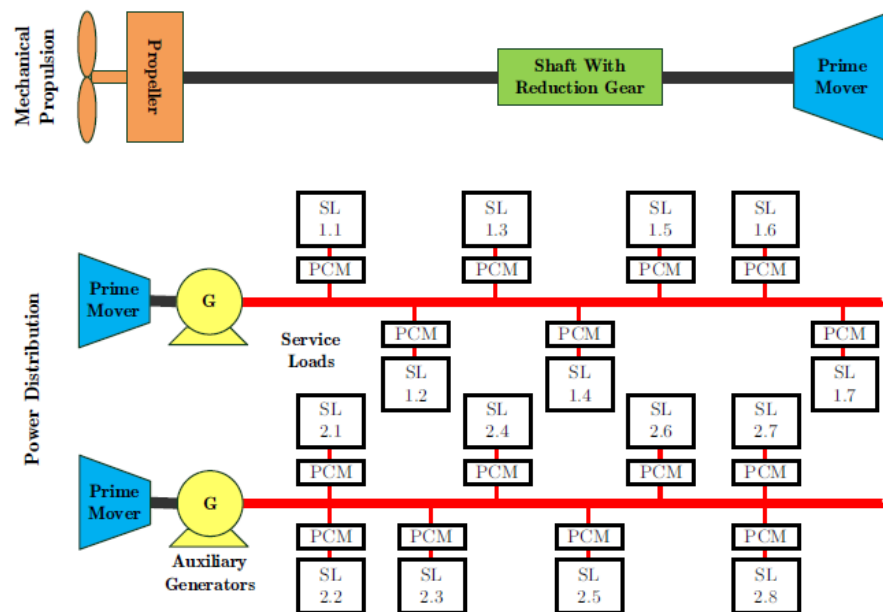 Mechanical
Propulsion
Propeller
Shaft With
Reduction Gear
Prime
Mover
Power Distribution
SL
1.1
SL
1.3
SL
1.5
SL
1.6
PCM
PCM
PCM
PCM
Prime
Mover
G
Service
Loads
PCM
PCM
PCM
SL
1.2
SL
1.4
SL
1.7
SL
2.1
SL
2.4
SL
2.6
SL
2.7
PCM
PCM
PCM
PCM
Prime
Mover
G
Auxiliary
Generators
PCM
PCM
PCM
PCM
SL
2.2
SL
2.3
SL
2.5
SL
2.8